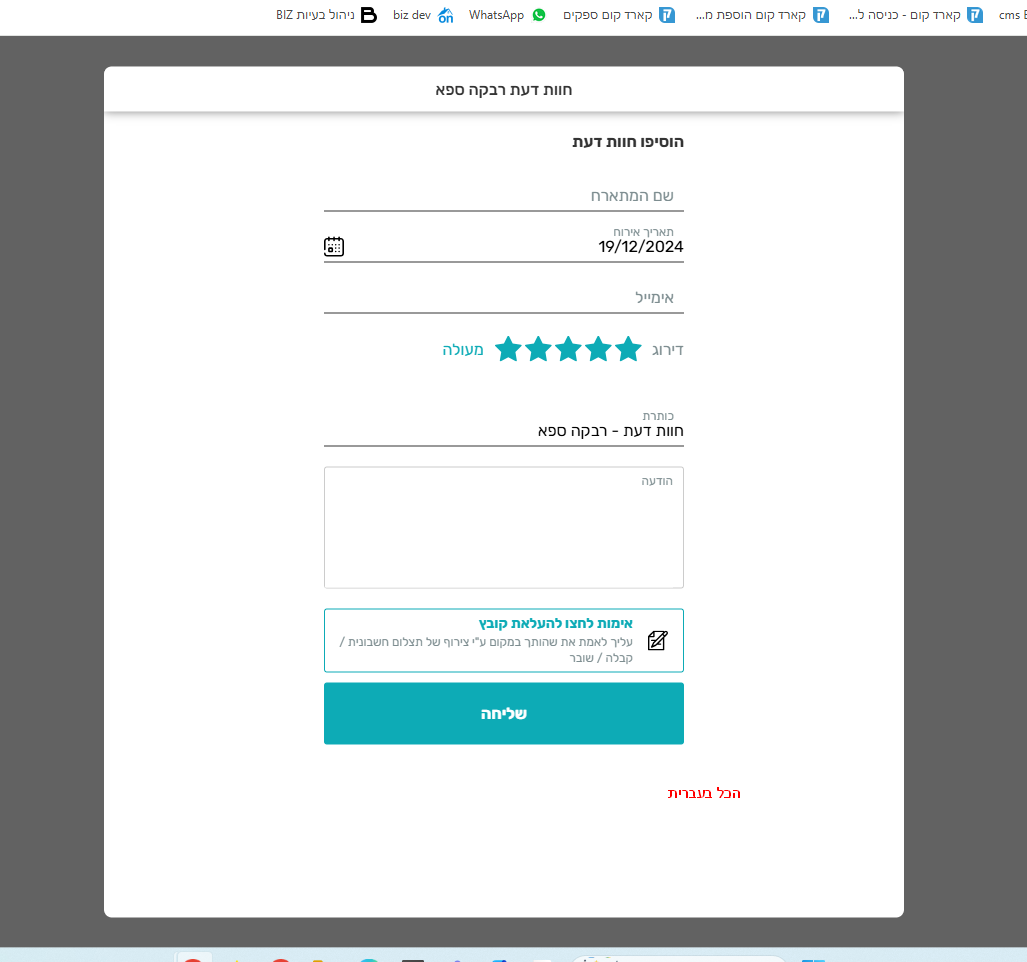 cms קארד קום - כניסה ל... קארד קום הוספת מ... קארד קום ספקים WhatsApp biz dev ניהול בעיות BIZ
חוות דעת רבקה ספא
הוסיפו חוות דעת
שם המתארח
תאריך אירוח
19/12/2024
אימייל
דירוג מעולה
כותרת
חוות דעת - רבקה ספא
הודעה
אימות לחצו להעלאת קובץ
עליך לאמת את שהותך במקום ע"י צירוף של תצלום חשבונית /
קבלה / שובר
שליחה
הכל בעברית